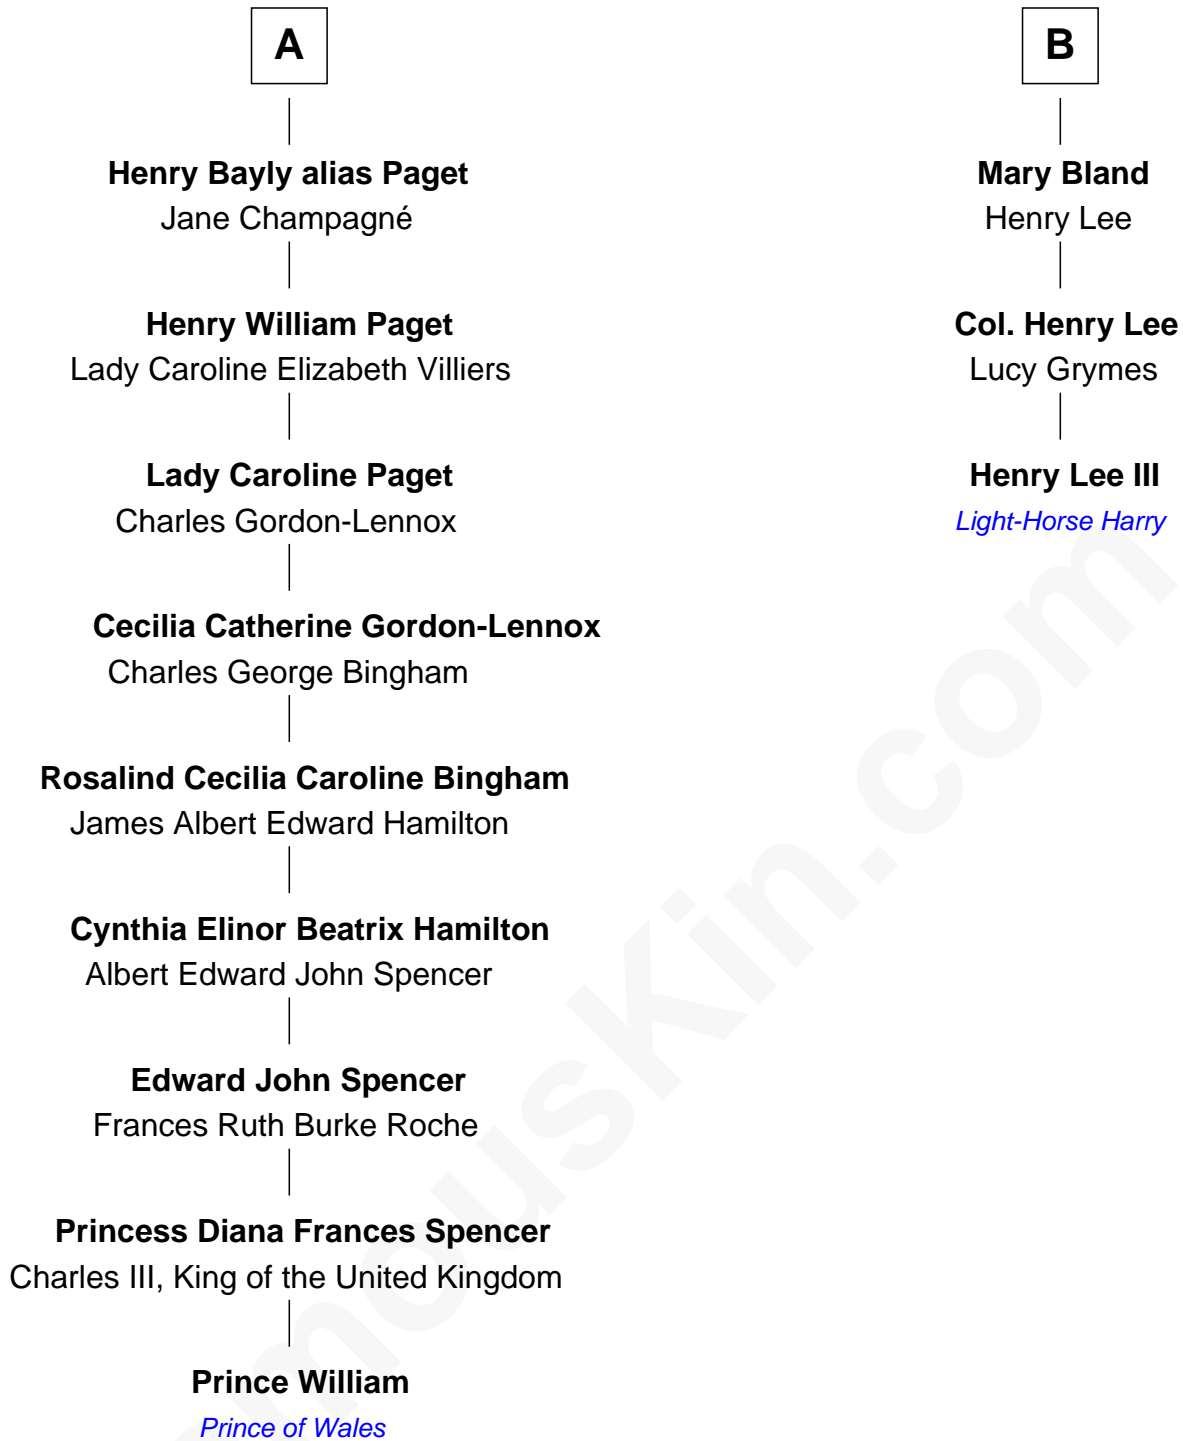 A
Henry Bayly alias Paget
Jane Champagné
Henry William Paget
Lady Caroline Elizabeth Villiers
Lady Caroline Paget
Charles Gordon-Lennox
Cecilia Catherine Gordon-Lennox
Charles George Bingham
Rosalind Cecilia Caroline Bingham
James Albert Edward Hamilton
Cynthia Elinor Beatrix Hamilton
Albert Edward John Spencer
Edward John Spencer
Frances Ruth Burke Roche
Princess Diana Frances Spencer
Charles III, King of the United Kingdom
Prince William
Prince of Wales
B
Mary Bland
Henry Lee
Col. Henry Lee
Lucy Grymes
Henry Lee III
Light-Horse Harry
mousKin.com